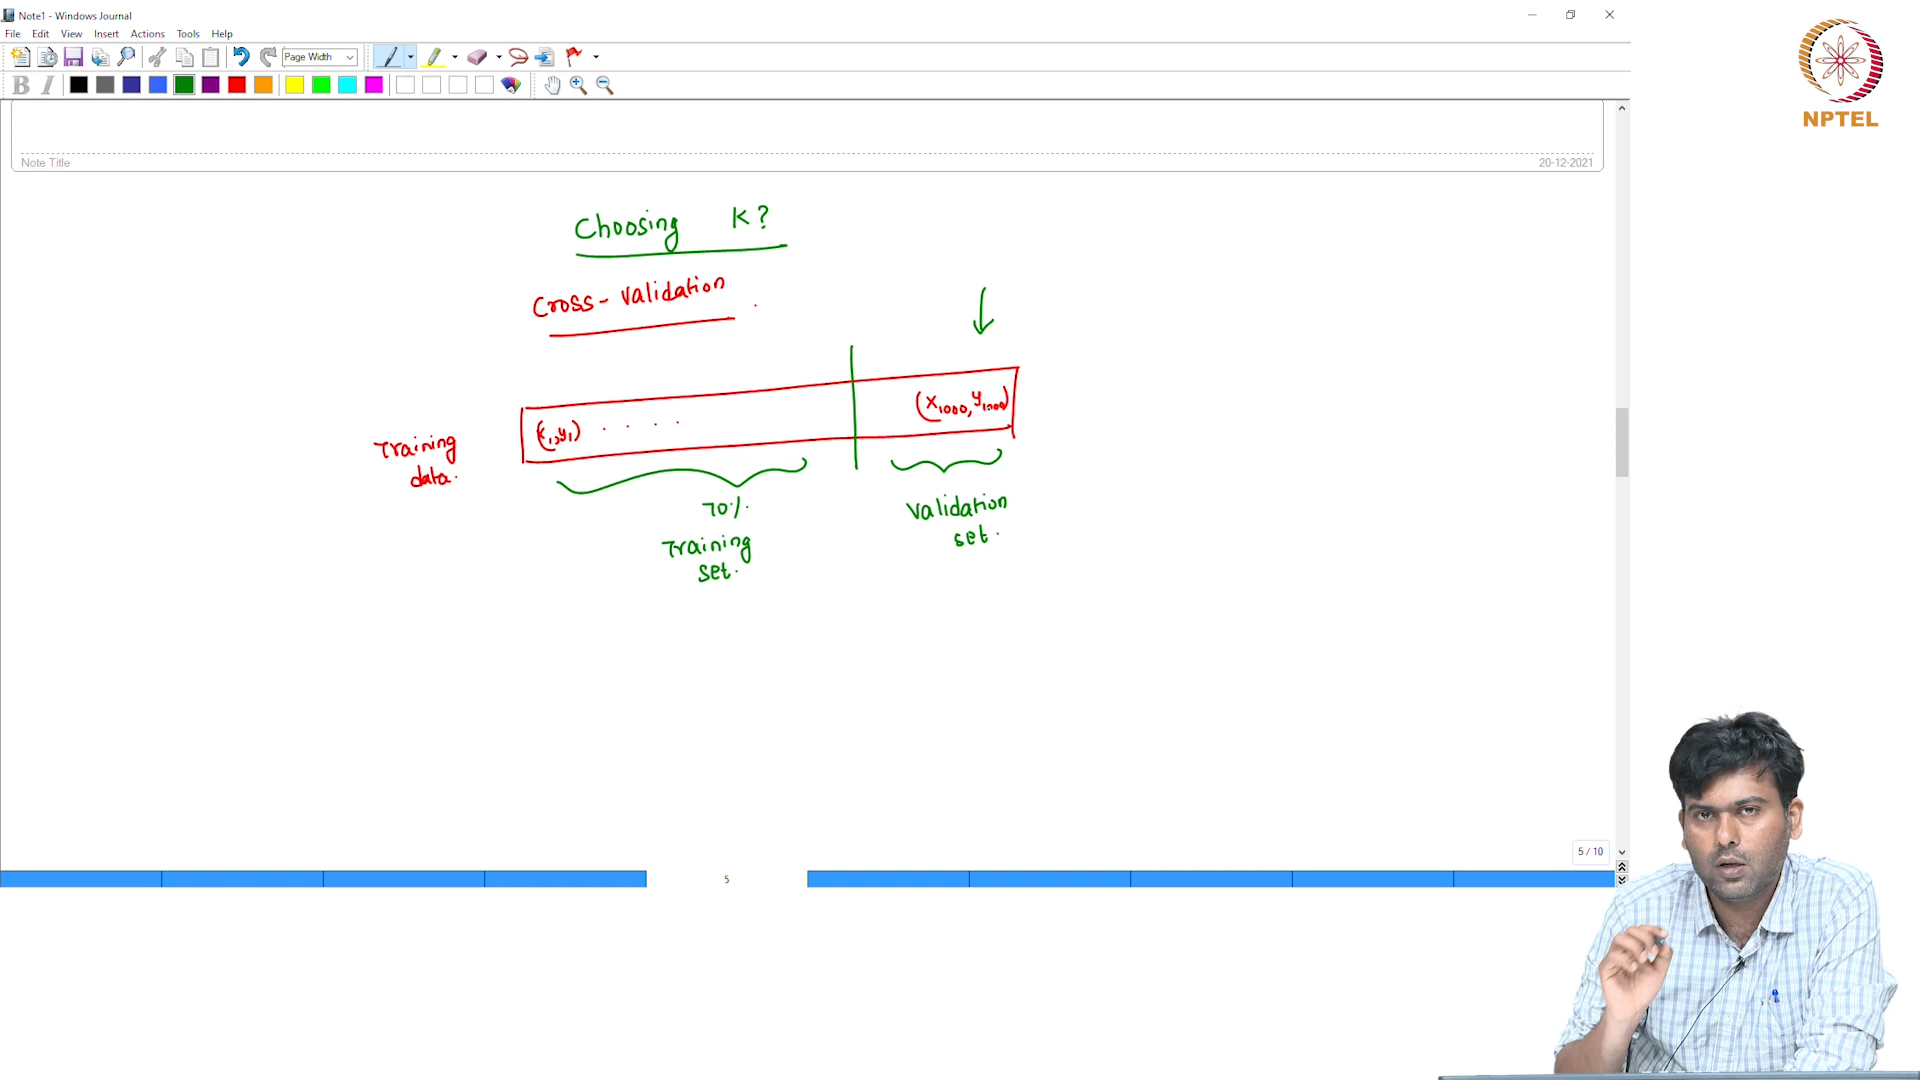 Note1 - Windows Journal
File Edit View Insert Actions Tools Help
Page Width
B I
NPTEL
Note Title
20-12-2021
Choosing K?
Cross-validation
(x1, y1) . . . .
(x1000, y1000)
Training
data.
70%.
Training
set.
Validation
set.
5 / 10
5